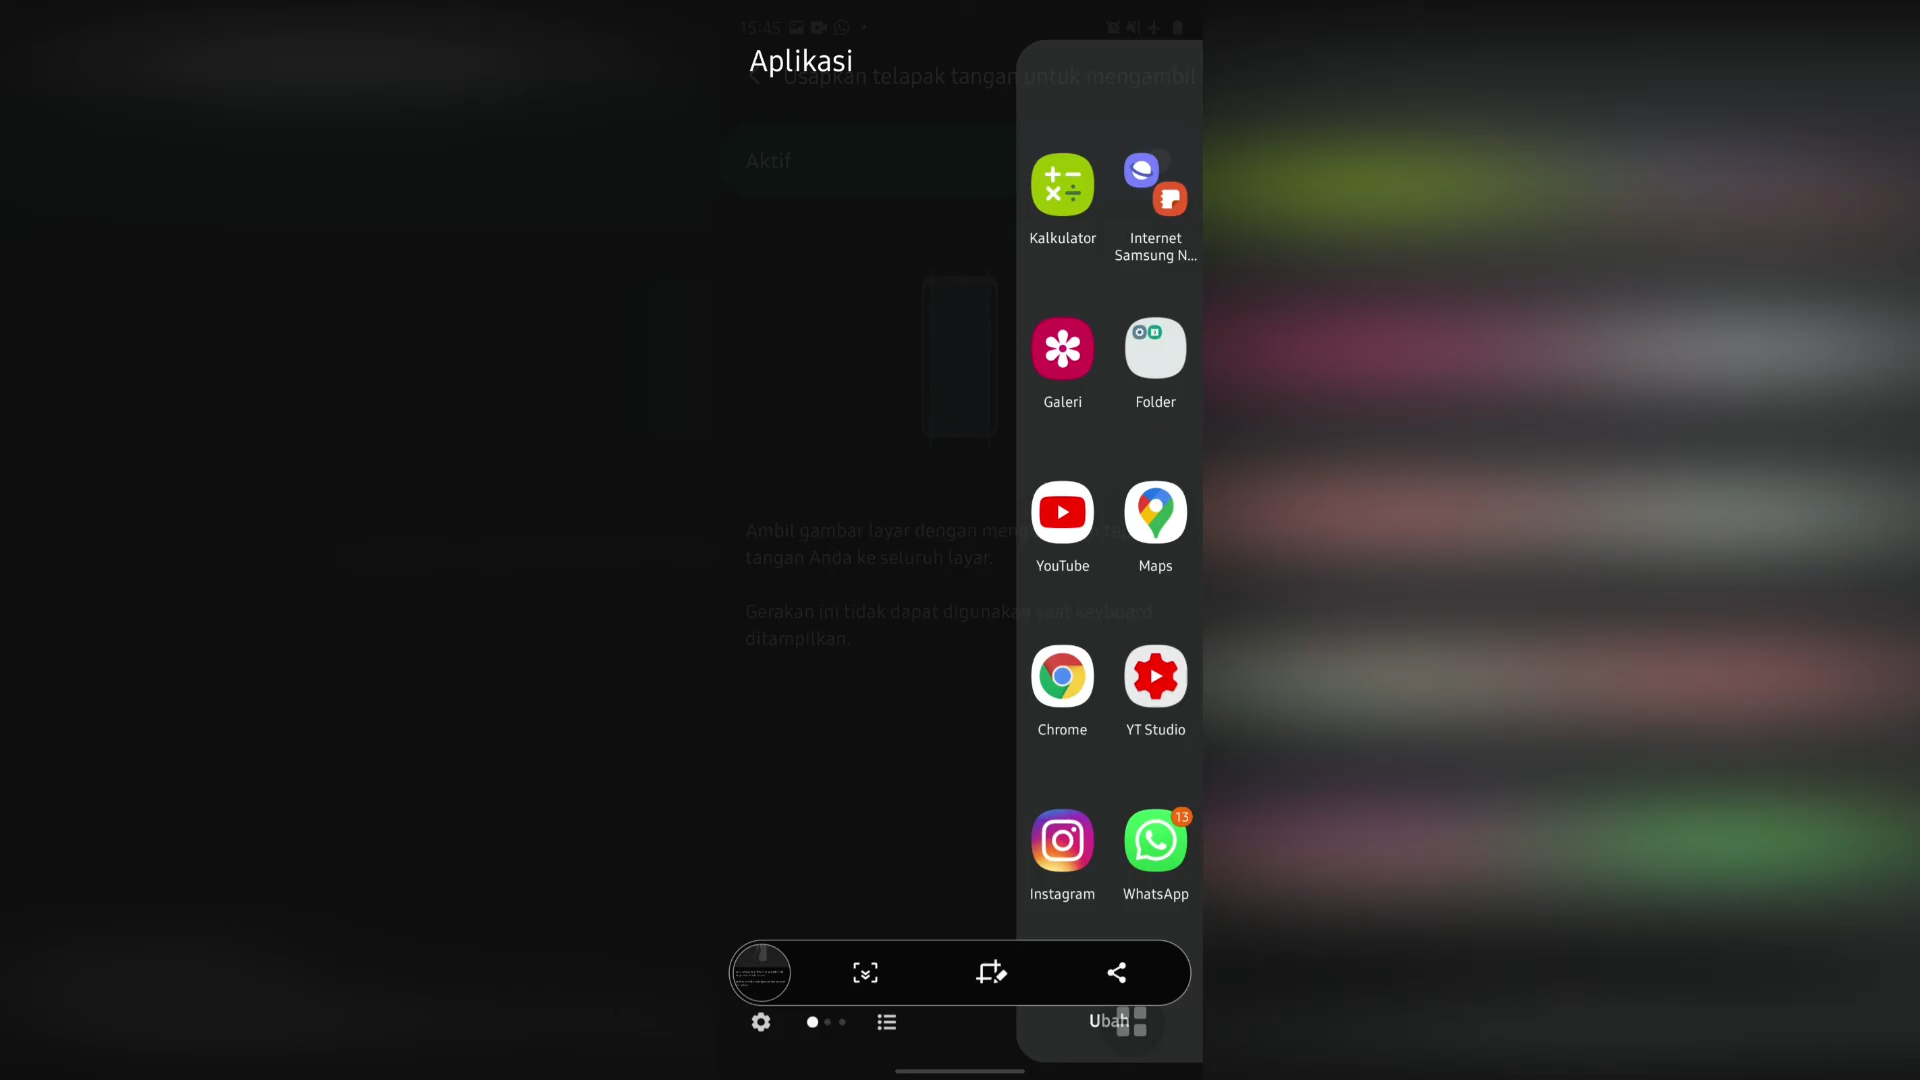 15:45
Aplikasi
Usapkan telapak tangan untuk mengambil
Aktif
Kalkulator
Internet
Samsung N...
Galeri
Folder
Ambil gambar layar dengan
tangan Anda ke seluruh layar.
YouTube
Maps
Gerakan ini tidak dapat digunakan saat keyboard
ditampilkan.
Chrome
YT Studio
13
Instagram
WhatsApp
Ubah